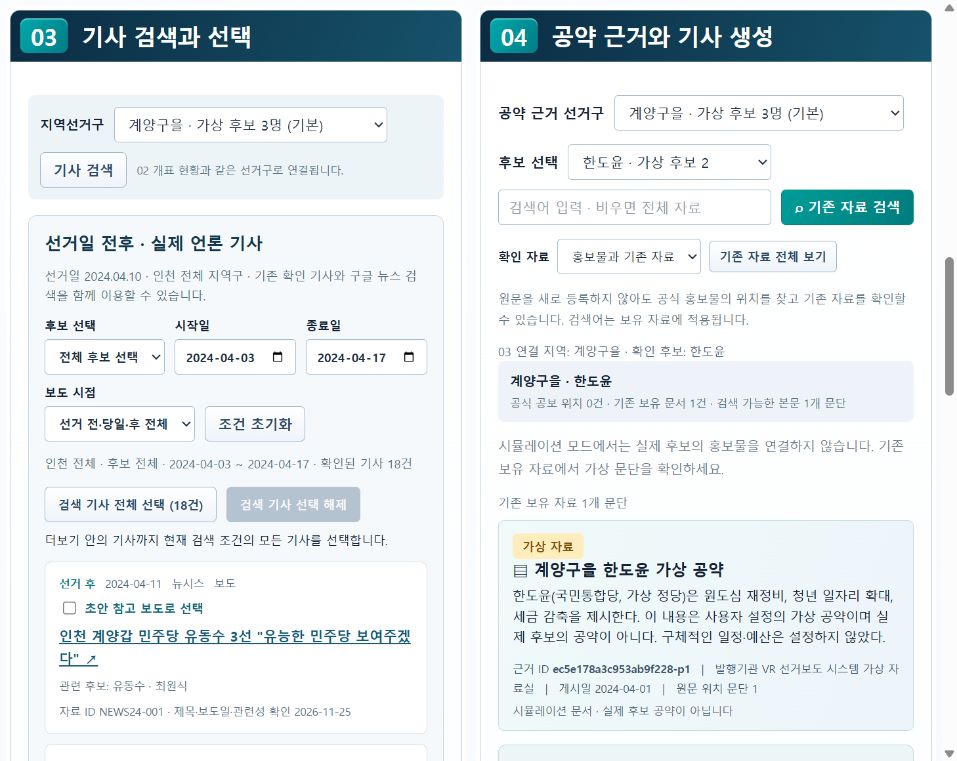 03 기사 검색과 선택
지역선거구 계양구을 · 가상 후보 3명 (기본)
기사 검색 02 개표 현황과 같은 선거구로 연결됩니다.
선거일 전후 · 실제 언론 기사
선거일 2024.04.10 · 인천 전체 지역구 · 기존 확인 기사와 구글 뉴스 검
색을 함께 이용할 수 있습니다.
후보 선택 시작일 종료일
전체 후보 선택 2024-04-03 2024-04-17
보도 시점
선거 전·당일·후 전체 조건 초기화
인천 전체 · 후보 전체 · 2024-04-03 ~ 2024-04-17 · 확인된 기사 18건
검색 기사 전체 선택 (18건) 검색 기사 선택 해제
더보기 안의 기사까지 현재 검색 조건의 모든 기사를 선택합니다.
선거 후 2024-04-11 뉴시스 보도
초안 참고 보도로 선택
인천 계양갑 민주당 유동수 3선 "유능한 민주당 보여주겠
다" ↗
관련 후보: 유동수 · 최원식
자료 ID NEWS24-001 · 제목·보도일·관련성 확인 2026-11-25
04 공약 근거와 기사 생성
공약 근거 선거구 계양구을 · 가상 후보 3명 (기본)
후보 선택 한도윤 · 가상 후보 2
검색어 입력 · 비우면 전체 자료 ⌕ 기존 자료 검색
확인 자료 홍보물과 기존 자료 기존 자료 전체 보기
원문을 새로 등록하지 않아도 공식 홍보물의 위치를 찾고 기존 자료를 확인할
수 있습니다. 검색어는 보유 자료에 적용됩니다.
03 연결 지역: 계양구을 · 확인 후보: 한도윤
계양구을 · 한도윤
공식 공보 위치 0건 · 기존 보유 문서 1건 · 검색 가능한 본문 1개 문단
시뮬레이션 모드에서는 실제 후보의 홍보물을 연결하지 않습니다. 기존
보유 자료에서 가상 문단을 확인하세요.
기존 보유 자료 1개 문단
가상 자료
▤ 계양구을 한도윤 가상 공약
한도윤(국민통합당, 가상 정당)은 원도심 재정비, 청년 일자리 확대,
세금 감축을 제시한다. 이 내용은 사용자 설정의 가상 공약이며 실
제 후보의 공약이 아니다. 구체적인 일정·예산은 설정하지 않았다.
근거 ID ec5e178a3c953ab9f228-p1 | 발행기관 VR 선거보도 시스템 가상 자
료실 | 게시일 2024-04-01 | 원문 위치 문단 1
시뮬레이션 문서 · 실제 후보 공약이 아닙니다